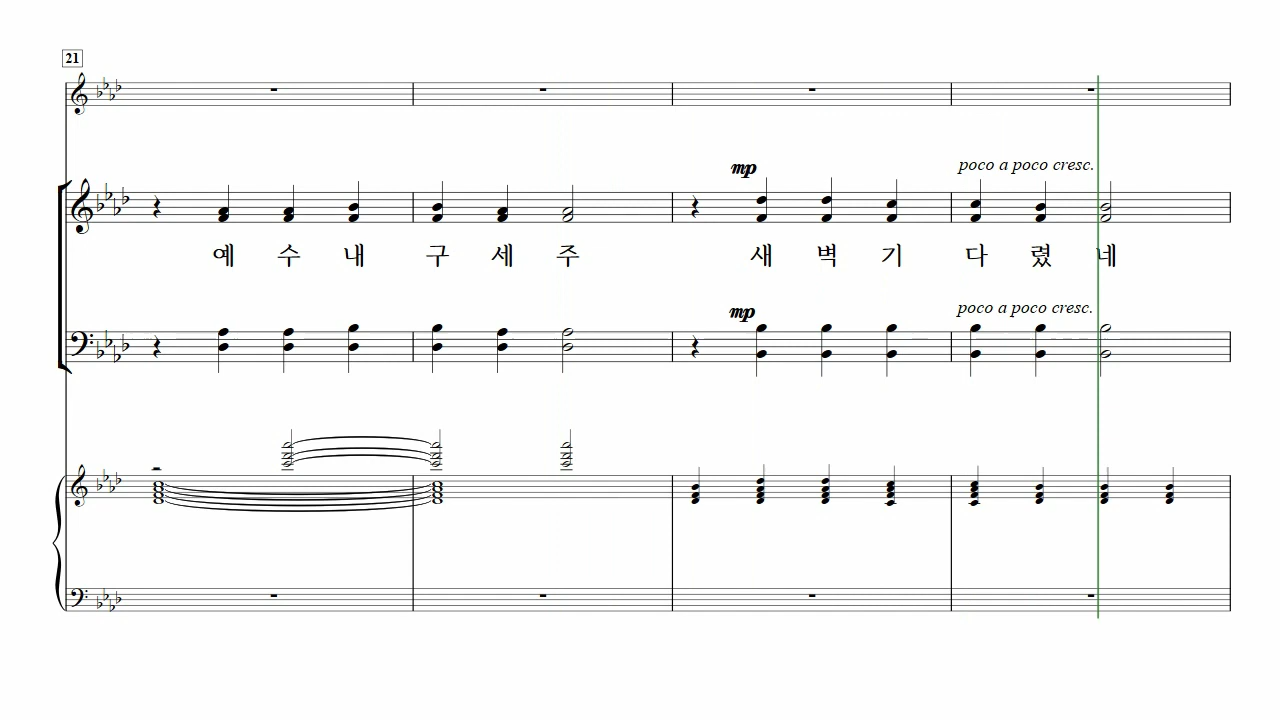 21
mp
poco a poco cresc.
예 수 내 구 세 주 새 벽 기 다 렸 네
mp
poco a poco cresc.